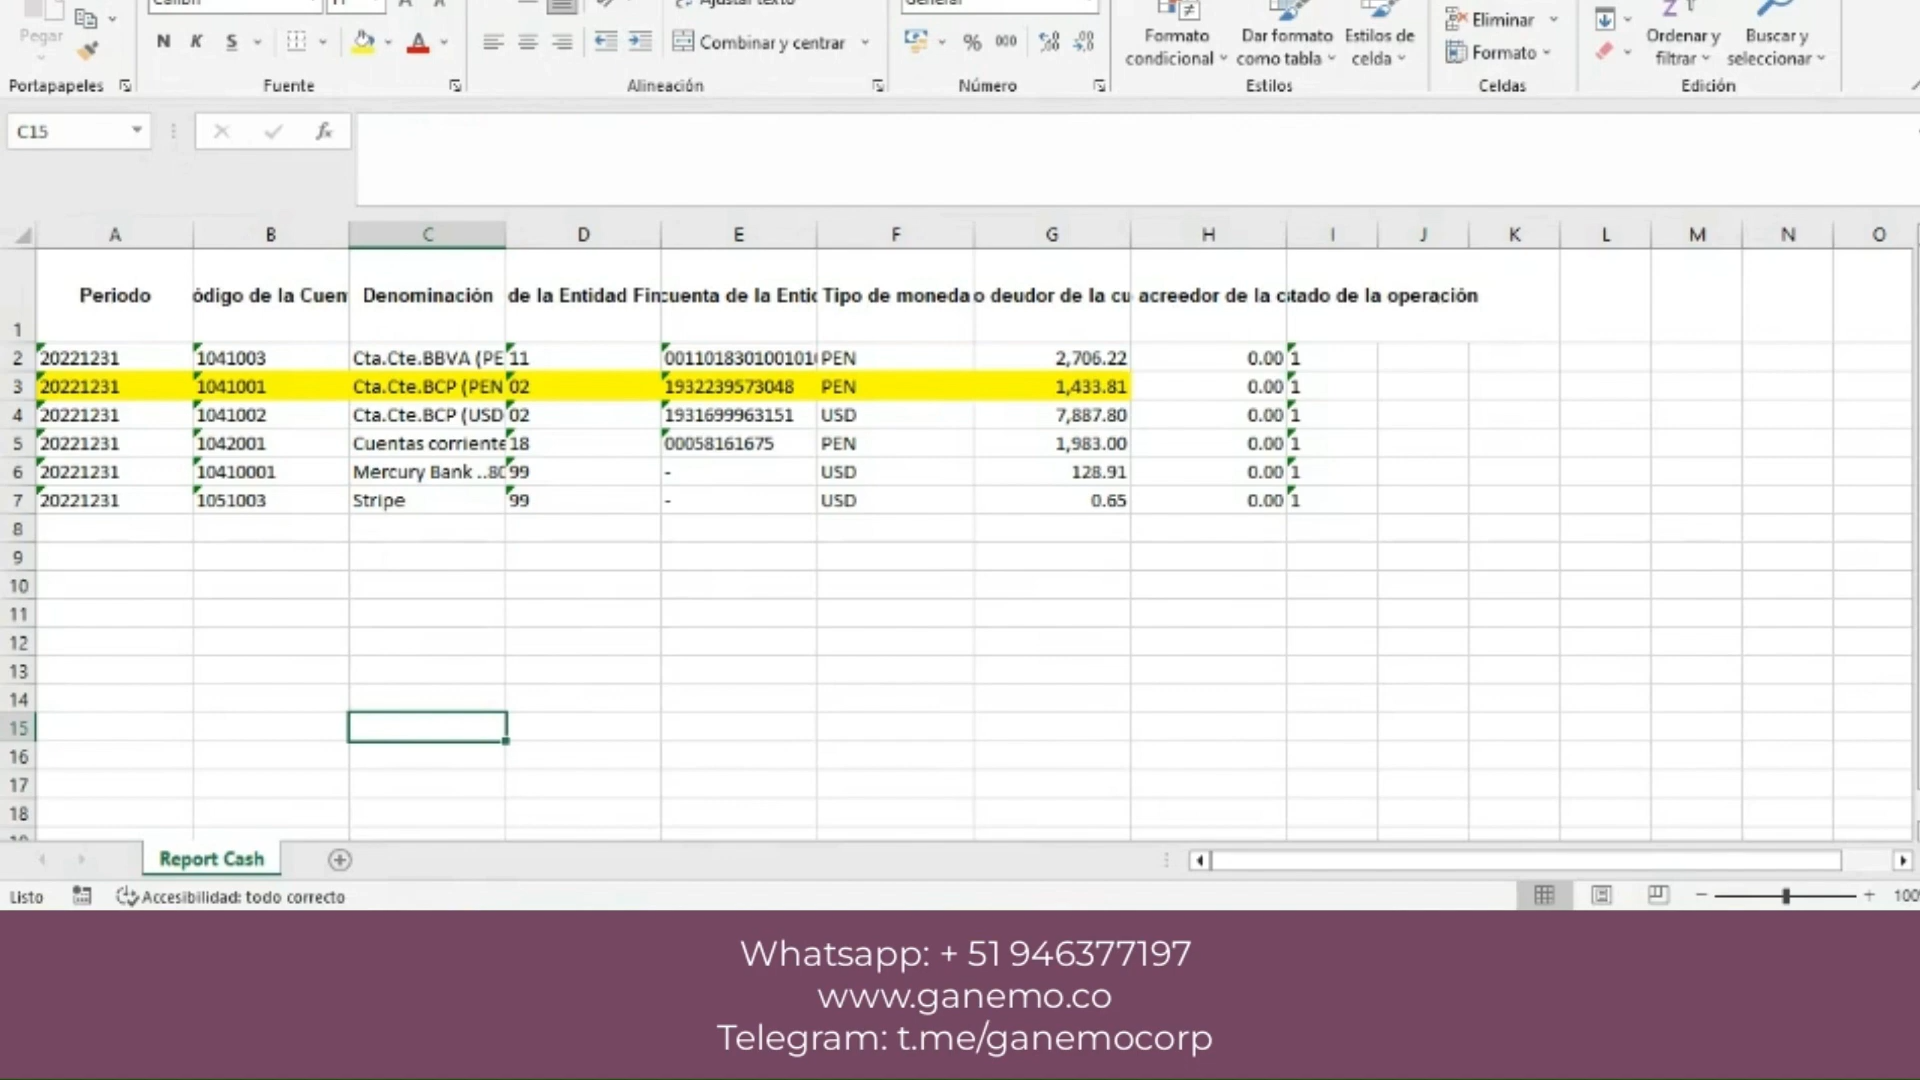 Pegar
N K S
Ajustar texto
Combinar y centrar
General
% 000
Formato condicional
Dar formato como tabla
Estilos de celda
Eliminar
Formato
Ordenar y filtrar
Buscar y seleccionar
Portapapeles Fuente Alineación Número Estilos Celdas Edición
C15 fx
A B C D E F G H I J K L M N O
1 Periodo ódigo de la Cuen Denominación de la Entidad Fin cuenta de la Entid Tipo de moneda o deudor de la cu acreedor de la c tado de la operación
2 20221231 1041003 Cta.Cte.BBVA (PE 11 0011018301001010 PEN 2,706.22 0.00 1
3 20221231 1041001 Cta.Cte.BCP (PEN 02 1932239573048 PEN 1,433.81 0.00 1
4 20221231 1041002 Cta.Cte.BCP (USD 02 1931699963151 USD 7,887.80 0.00 1
5 20221231 1042001 Cuentas corriente 18 00058161675 PEN 1,983.00 0.00 1
6 20221231 10410001 Mercury Bank ..80 99 - USD 128.91 0.00 1
7 20221231 1051003 Stripe 99 - USD 0.65 0.00 1
8
9
10
11
12
13
14
15
16
17
18
Report Cash
Listo Accesibilidad: todo correcto
Whatsapp: + 51 946377197
www.ganemo.co
Telegram: t.me/ganemocorp